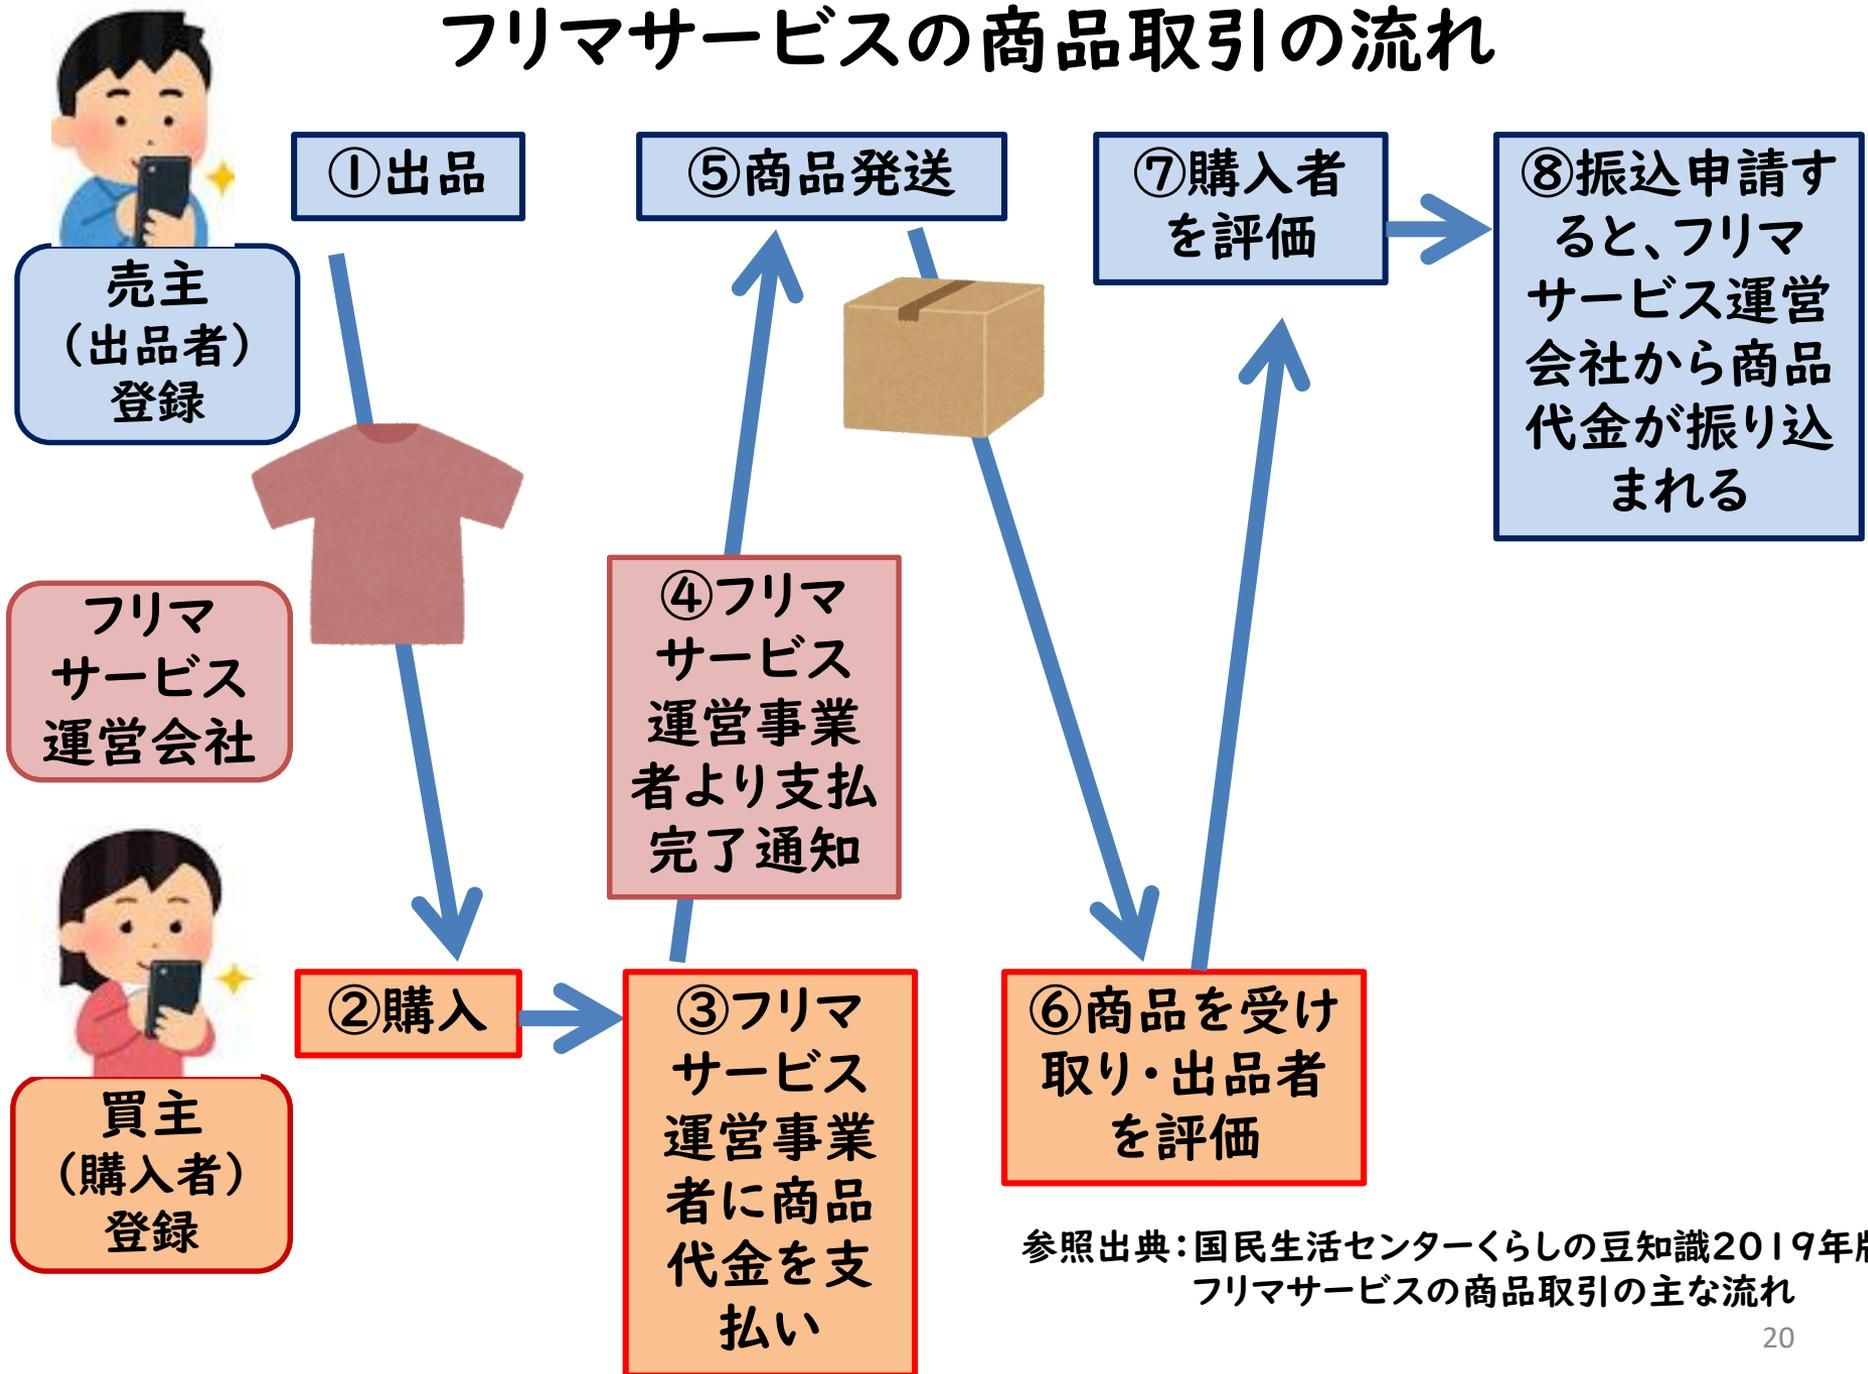 フリマサービスの商品取引の流れ
①出品
⑤商品発送
⑦購入者
を評価
⑧振込申請す
ると、フリマ
サービス運営
会社から商品
代金が振り込
まれる
売主
（出品者）
登録
フリマ
サービス
運営会社
④フリマ
サービス
運営事業
者より支払
完了通知
買主
（購入者）
登録
②購入
③フリマ
サービス
運営事業
者に商品
代金を支
払い
⑥商品を受け
取り・出品者
を評価
参照出典：国民生活センターくらしの豆知識2019年版
フリマサービスの商品取引の主な流れ
20